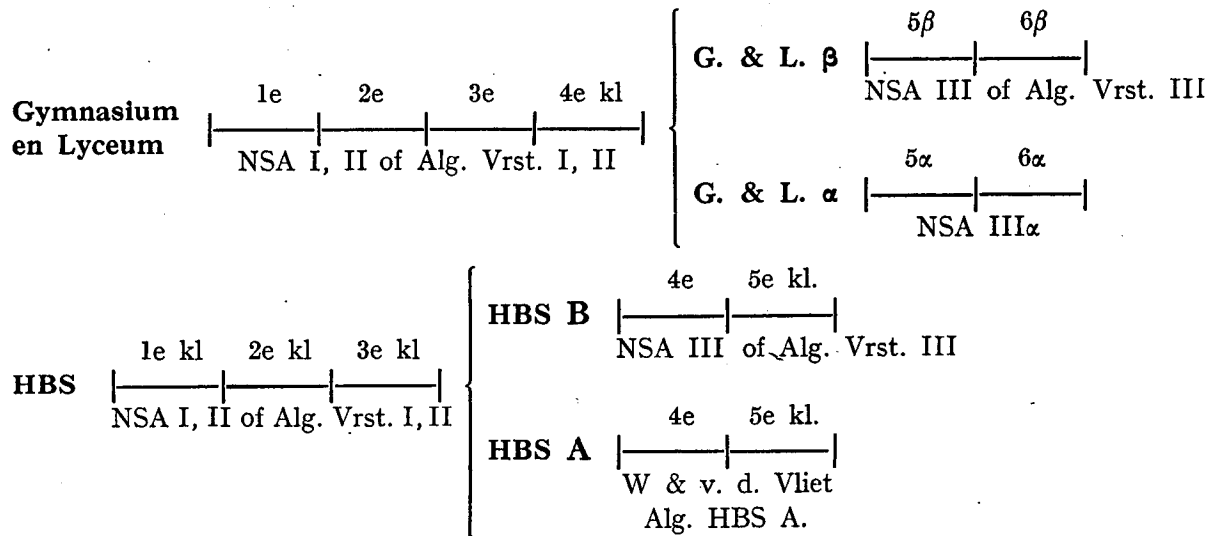 5β 6β
G. & L. β
NSA III of Alg. Vrst. III
1e 2e 3e 4e kl
Gymnasium
en Lyceum
NSA I, II of Alg. Vrst. I, II
5α 6α
G. & L. α
NSA IIIα
4e 5e kl.
HBS B
NSA III of Alg. Vrst. III
1e kl 2e kl 3e kl
HBS
NSA I, II of Alg. Vrst. I, II
4e 5e kl.
HBS A
W & v. d. Vliet
Alg. HBS A.